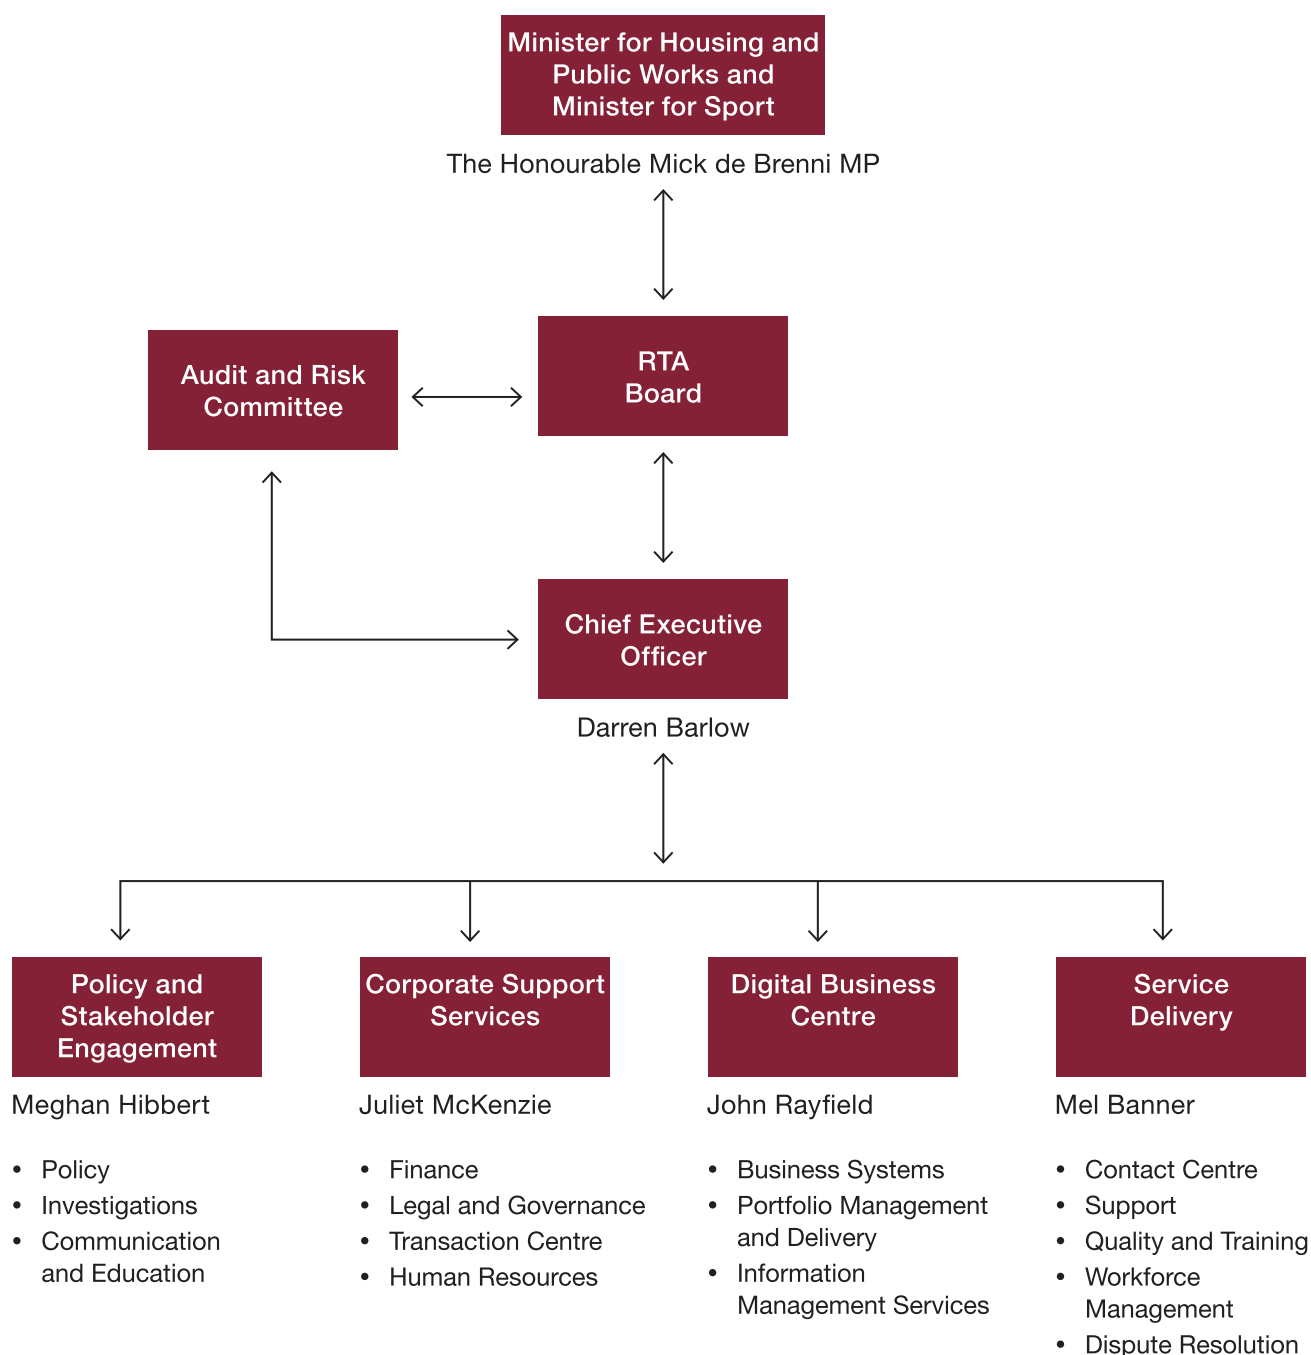 Minister for Housing and
Public Works and
Minister for Sport
The Honourable Mick de Brenni MP
Audit and Risk
Committee
RTA
Board
Chief Executive
Officer
Darren Barlow
Policy and
Stakeholder
Engagement
Meghan Hibbert
• Policy
• Investigations
• Communication
and Education
Corporate Support
Services
Juliet McKenzie
• Finance
• Legal and Governance
• Transaction Centre
• Human Resources
Digital Business
Centre
John Rayfield
• Business Systems
• Portfolio Management
and Delivery
• Information
Management Services
Service
Delivery
Mel Banner
• Contact Centre
• Support
• Quality and Training
• Workforce
Management
• Dispute Resolution